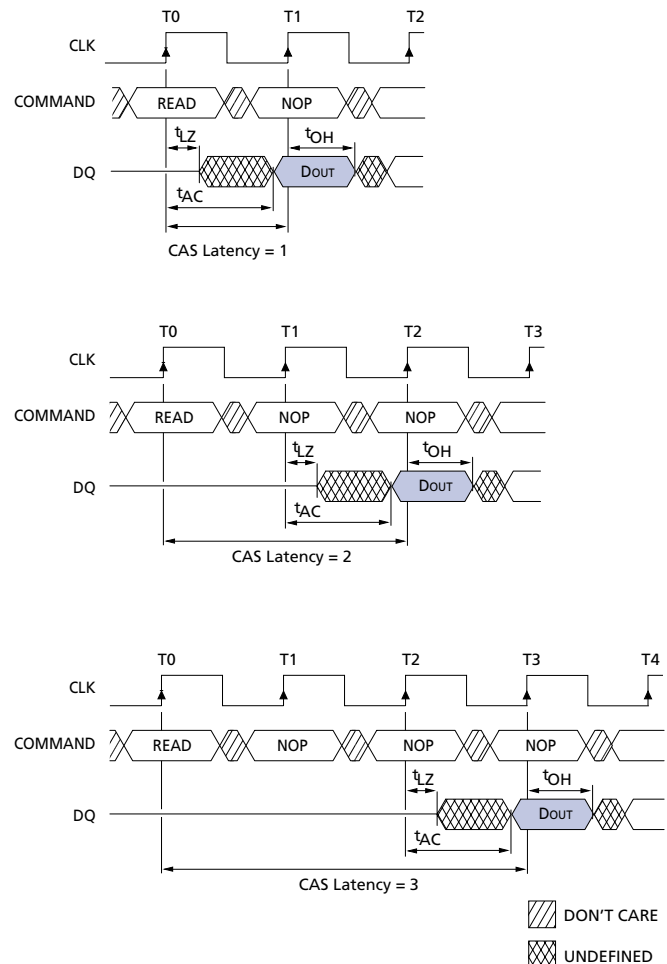 T0 T1 T2
CLK
COMMAND READ NOP
tLZ tOH
DQ DOUT
tAC
CAS Latency = 1
T0 T1 T2 T3
CLK
COMMAND READ NOP NOP
tLZ tOH
DQ DOUT
tAC
CAS Latency = 2
T0 T1 T2 T3 T4
CLK
COMMAND READ NOP NOP NOP
tLZ tOH
DQ DOUT
tAC
CAS Latency = 3
DON'T CARE
UNDEFINED